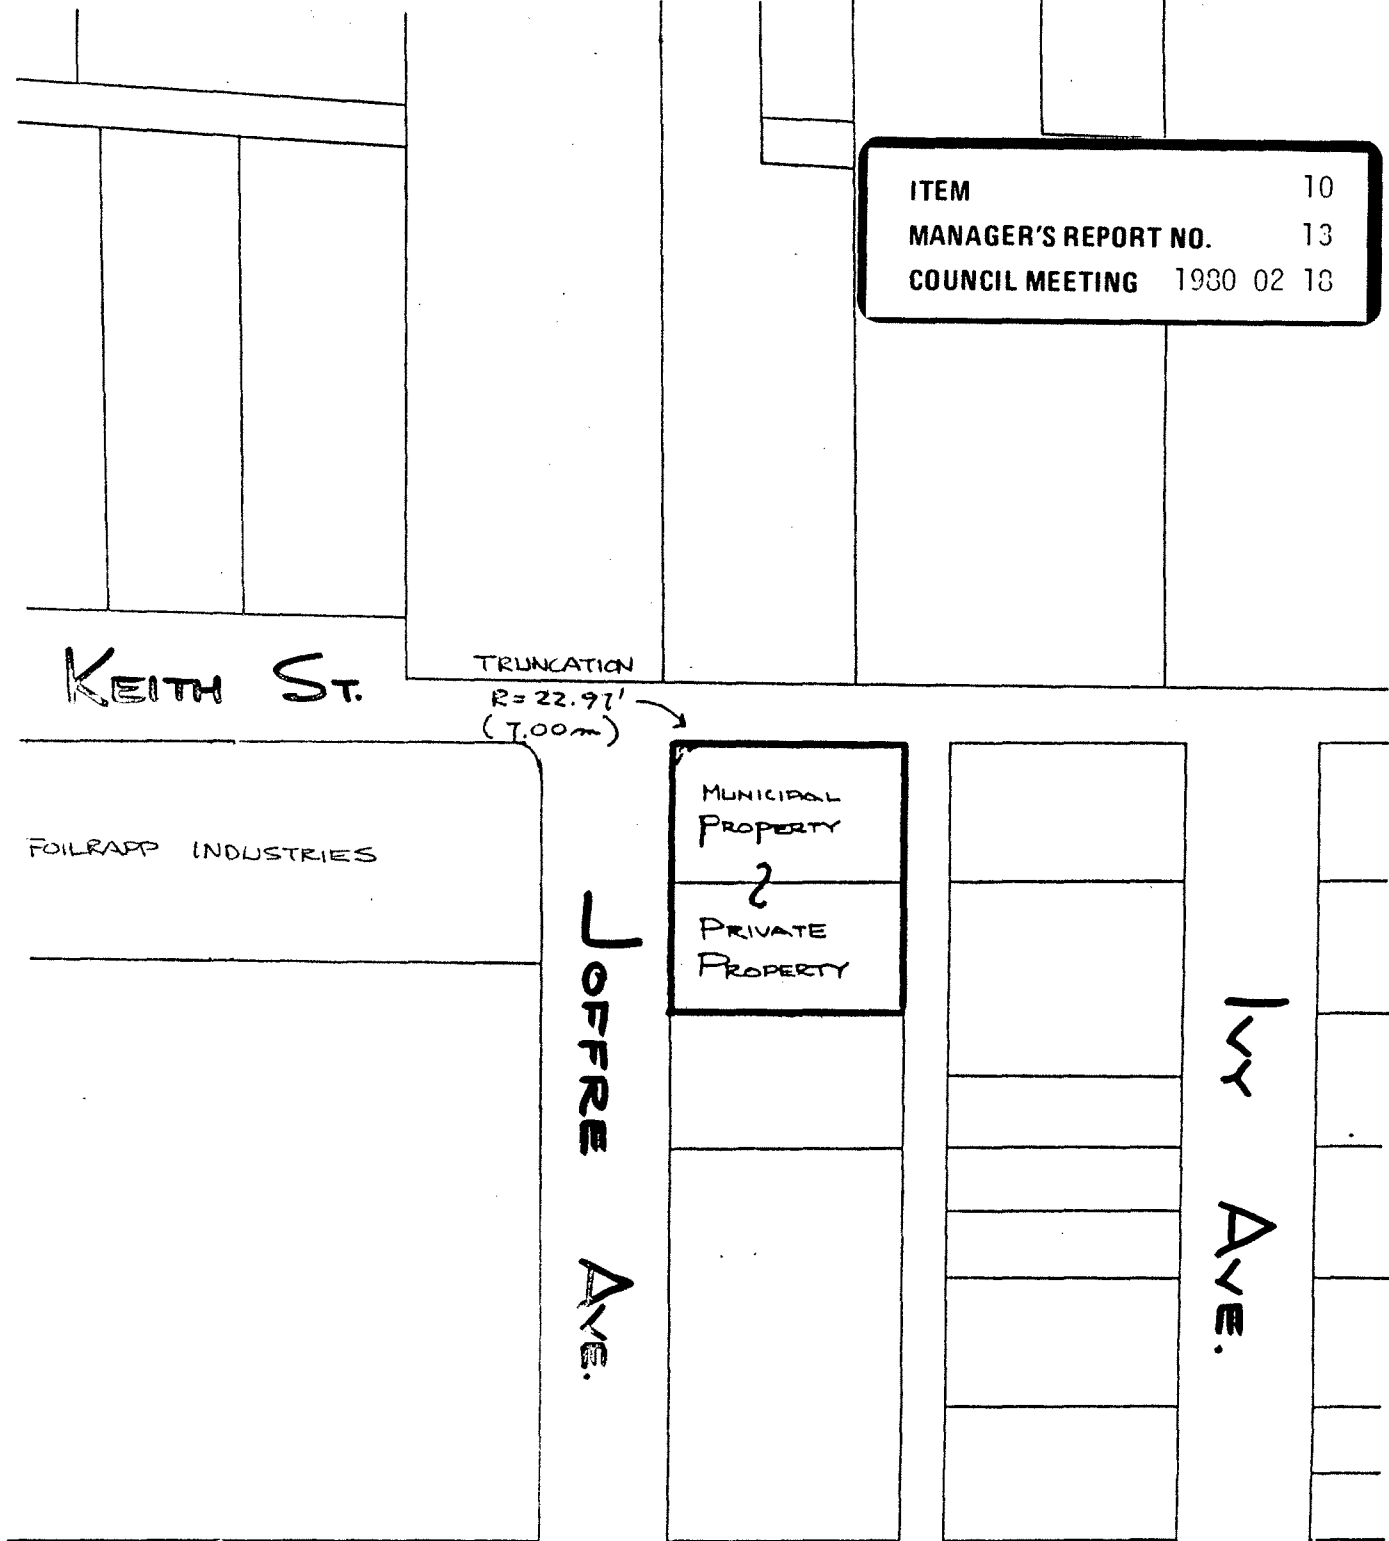 ITEM 10
MANAGER'S REPORT NO. 13
COUNCIL MEETING 1980 02 18
KEITH ST.
TRUNCATION
R=22.97'
(7.00m)
MUNICIPAL
PROPERTY
PRIVATE
PROPERTY
FOILRAPP INDUSTRIES
JOFFRE AVE.
IVY AVE.